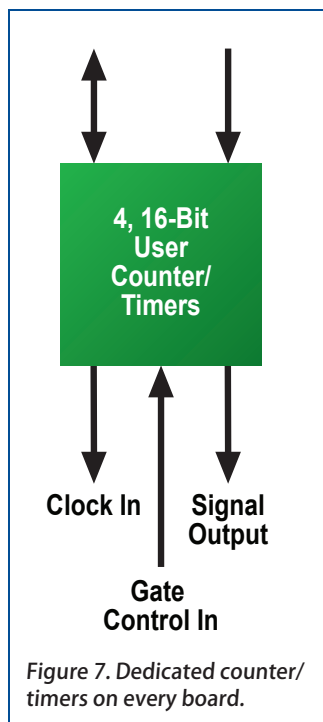 4, 16-Bit
User
Counter/
Timers
Clock In
Signal
Output
Gate
Control In
Figure 7. Dedicated counter/
timers on every board.